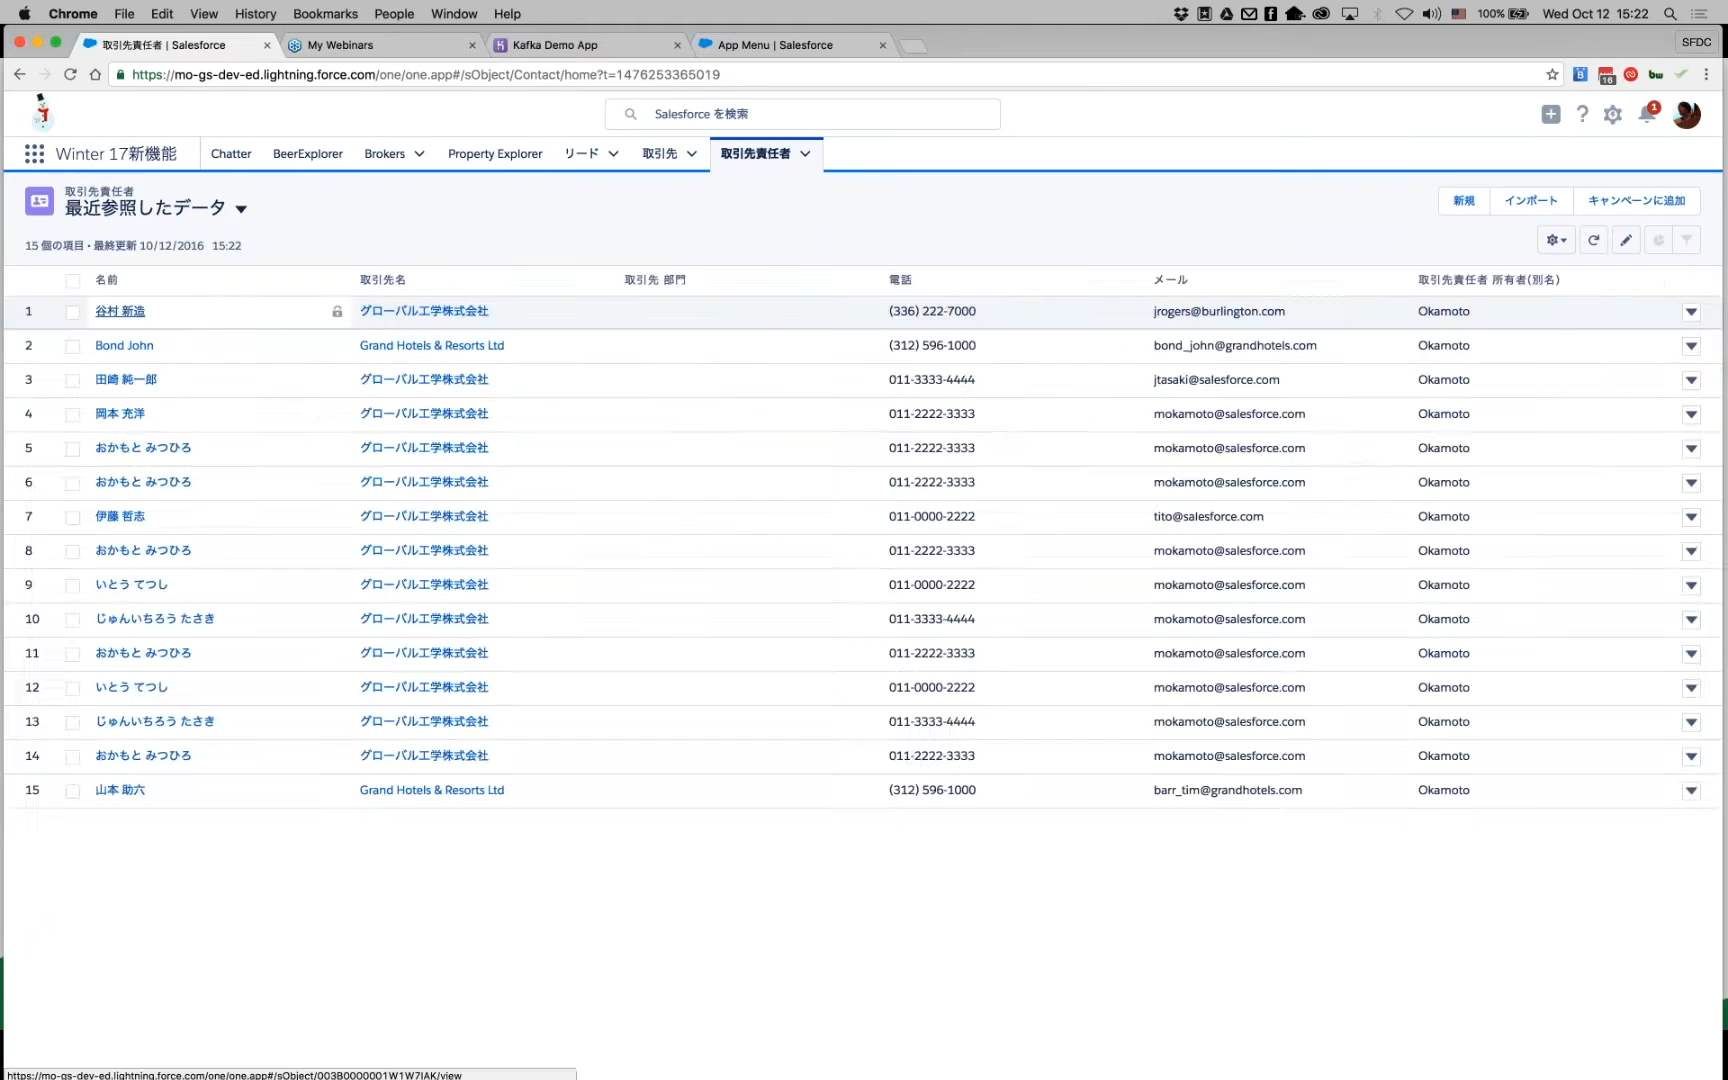 Chrome File Edit View History Bookmarks People Window Help 100% Wed Oct 12 15:22
取引先責任者 | Salesforce My Webinars Kafka Demo App App Menu | Salesforce SFDC
https://mo-gs-dev-ed.lightning.force.com/one/one.app#/sObject/Contact/home?t=1476253365019 16 bw
Salesforce を検索 1
Winter 17新機能 Chatter BeerExplorer Brokers Property Explorer リード 取引先 取引先責任者
取引先責任者
最近参照したデータ 新規 インポート キャンペーンに追加
15 個の項目 • 最終更新 10/12/2016 15:22
名前 取引先名 取引先 部門 電話 メール 取引先責任者 所有者(別名)
1 谷村 新造 グローバル工学株式会社 (336) 222-7000 jrogers@burlington.com Okamoto
2 Bond John Grand Hotels & Resorts Ltd (312) 596-1000 bond_john@grandhotels.com Okamoto
3 田崎 純一郎 グローバル工学株式会社 011-3333-4444 jtasaki@salesforce.com Okamoto
4 岡本 充洋 グローバル工学株式会社 011-2222-3333 mokamoto@salesforce.com Okamoto
5 おかもと みつひろ グローバル工学株式会社 011-2222-3333 mokamoto@salesforce.com Okamoto
6 おかもと みつひろ グローバル工学株式会社 011-2222-3333 mokamoto@salesforce.com Okamoto
7 伊藤 哲志 グローバル工学株式会社 011-0000-2222 tito@salesforce.com Okamoto
8 おかもと みつひろ グローバル工学株式会社 011-2222-3333 mokamoto@salesforce.com Okamoto
9 いとう てつし グローバル工学株式会社 011-0000-2222 mokamoto@salesforce.com Okamoto
10 じゅんいちろう たさき グローバル工学株式会社 011-3333-4444 mokamoto@salesforce.com Okamoto
11 おかもと みつひろ グローバル工学株式会社 011-2222-3333 mokamoto@salesforce.com Okamoto
12 いとう てつし グローバル工学株式会社 011-0000-2222 mokamoto@salesforce.com Okamoto
13 じゅんいちろう たさき グローバル工学株式会社 011-3333-4444 mokamoto@salesforce.com Okamoto
14 おかもと みつひろ グローバル工学株式会社 011-2222-3333 mokamoto@salesforce.com Okamoto
15 山本 助六 Grand Hotels & Resorts Ltd (312) 596-1000 barr_tim@grandhotels.com Okamoto
https://mo-gs-dev-ed.lightning.force.com/one/one.app#/sObject/003B0000001W1W7IAK/view